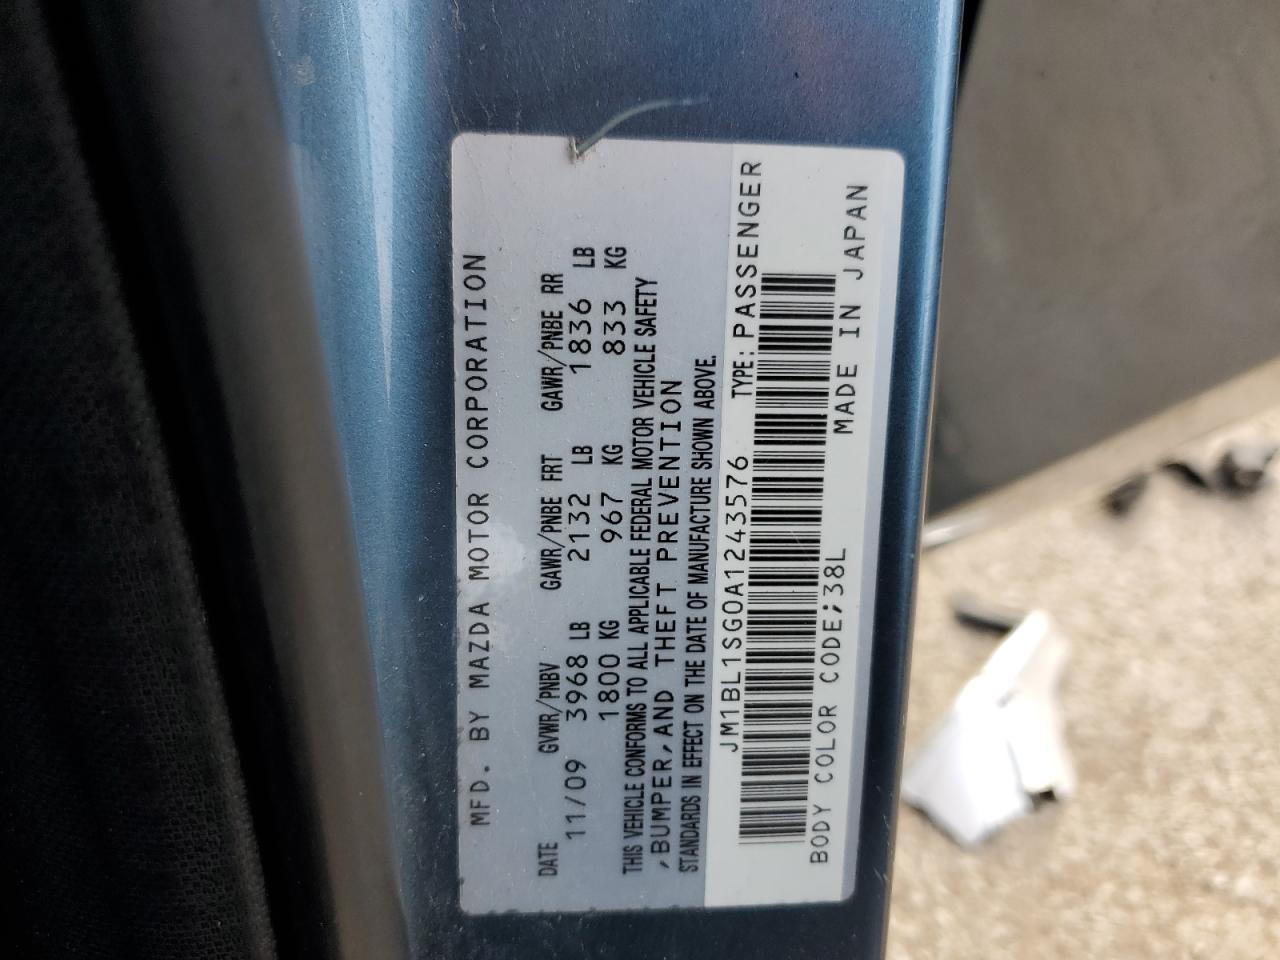 MFD. BY MAZDA MOTOR CORPORATION
DATE GVWR/PNBV GAWR/PNBE FRT GAWR/PNBE RR
11/09 3968 LB 2132 LB 1836 LB
1800 KG 967 KG 833 KG
THIS VEHICLE CONFORMS TO ALL APPLICABLE FEDERAL MOTOR VEHICLE SAFETY
,BUMPER,AND THEFT PREVENTION
STANDARDS IN EFFECT ON THE DATE OF MANUFACTURE SHOWN ABOVE.
JM1BL1SG0A1243576 TYPE:PASSENGER
BODY COLOR CODE;38L MADE IN JAPAN